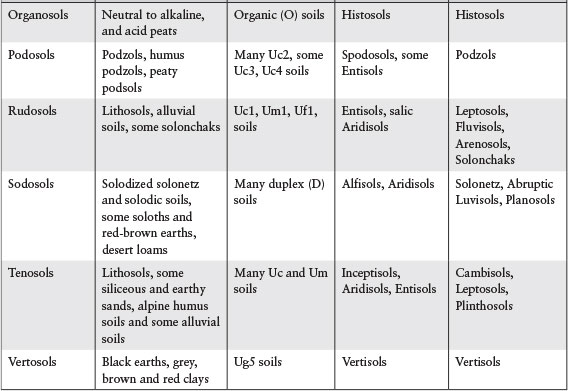 Organosols Neutral to alkaline, Organic (O) soils Histosols Histosols
and acid peats
Podosols Podzols, humus Many Uc2, some Spodosols, some Podzols
podzols, peaty Uc3, Uc4 soils Entisols
podsols
Rudosols Lithosols, alluvial Uc1, Um1, Uf1, Entisols, salic Leptosols,
soils, some solonchaks soils Aridisols Fluvisols,
Arenosols,
Solonchaks
Sodosols Solodized solonetz Many duplex (D) Alfisols, Aridisols Solonetz, Abruptic
and solodic soils, soils Luvisols, Planosols
some soloths and
red-brown earths,
desert loams
Tenosols Lithosols, some Many Uc and Um Inceptisols, Cambisols,
siliceous and earthy soils Aridisols, Entisols Leptosols,
sands, alpine humus Plinthosols
soils and some alluvial
soils
Vertosols Black earths, grey, Ug5 soils Vertisols Vertisols
brown and red clays